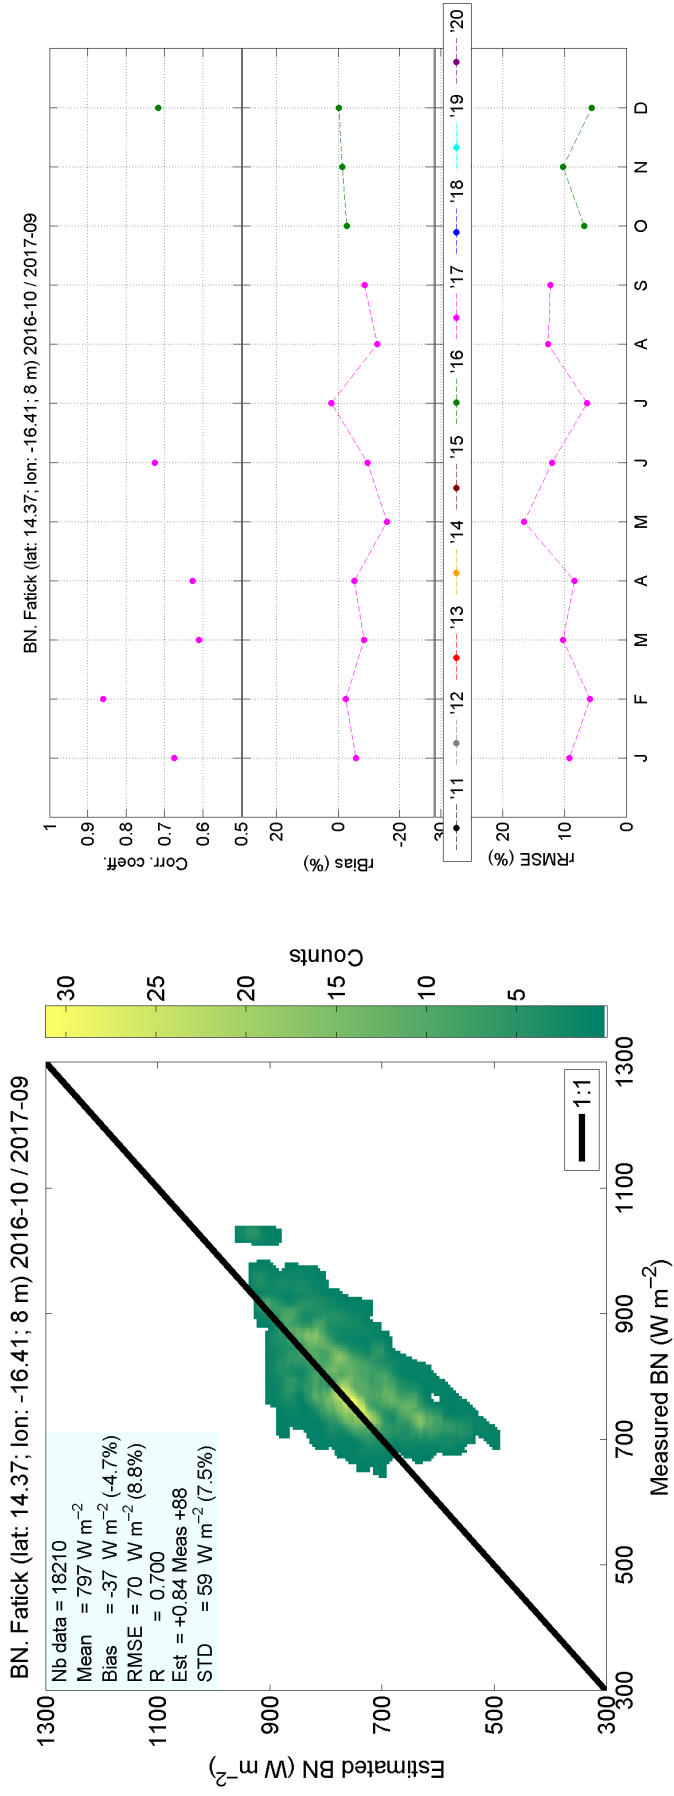 BN. Fatick (lat: 14.37; lon: -16.41; 8 m) 2016-10 / 2017-09
Nb data = 18210
Mean = 797 W m−2
Bias = -37 W m−2 (-4.7%)
RMSE = 70 W m−2 (8.8%)
R = 0.700
Est = +0.84 Meas +88
STD = 59 W m−2 (7.5%)
1300
1100
900
700
500
300
Estimated BN (W m−2)
300 500 700 900 1100 1300
Measured BN (W m−2)
1:1
30
25
20
15
10
5
Counts
BN. Fatick (lat: 14.37; lon: -16.41; 8 m) 2016-10 / 2017-09
1
0.9
0.8
0.7
0.6
0.5
Corr. coeff.
20
0
-20
rBias (%)
'11 '12 '13 '14 '15 '16 '17 '18 '19 '20
30
20
10
0
rRMSE (%)
J F M A M J J A S O N D